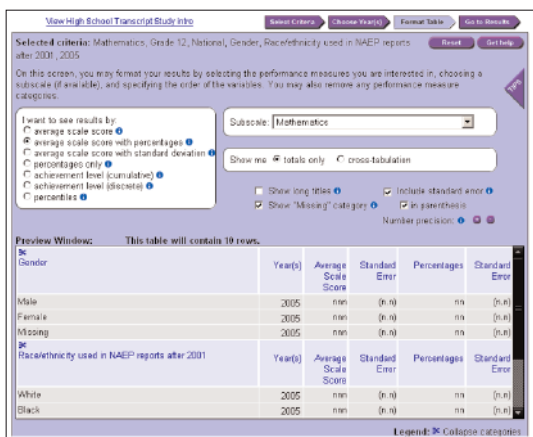 View High School Transcript Study Intro
Select Criteria
Choose Year(s)
Format Table
Go to Results
Selected criteria: Mathematics, Grade 12, National, Gender, Race/ethnicity used in NAEP reports
after 2001, 2005
Reset
Get help
On this screen, you may format your results by selecting the performance measures you are interested in, choosing a
subscale (if available), and specifying the order of the variables. You may also remove any performance measure
categories.
TIPS
I want to see results by:
average scale score
average scale score with percentages
average scale score with standard deviation
percentages only
achievement level (cumulative)
achievement level (discrete)
percentiles
Subscale: Mathematics
Show me totals only cross-tabulation
Show long titles Include standard error
Show "Missing" category in parenthesis
Number precision:
Preview Window: This table will contain 10 rows.
Gender Year(s) Average Scale Score Standard Error Percentages Standard Error
Male 2005 nnn (n.n) nn (n.n)
Female 2005 nnn (n.n) nn (n.n)
Missing 2005 nnn (n.n) nn (n.n)
Race/ethnicity used in NAEP reports after 2001 Year(s) Average Scale Score Standard Error Percentages Standard Error
White 2005 nnn (n.n) nn (n.n)
Black 2005 nnn (n.n) nn (n.n)
Legend: Collapse categories